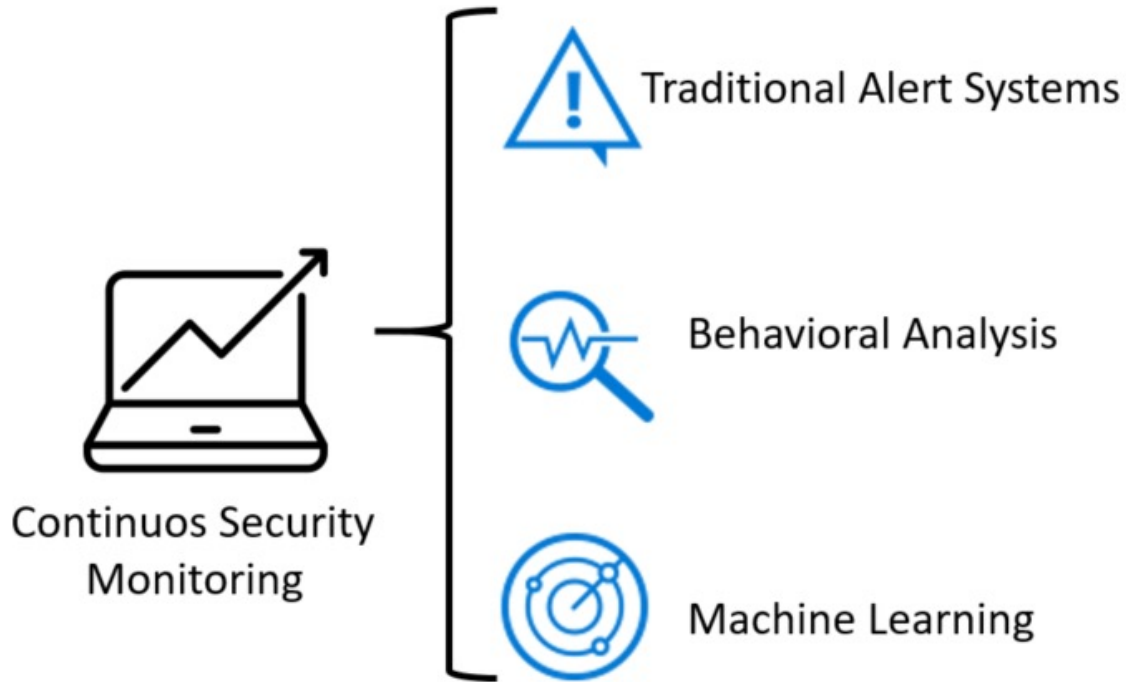 Traditional Alert Systems
Behavioral Analysis
Continuos Security
Monitoring
Machine Learning